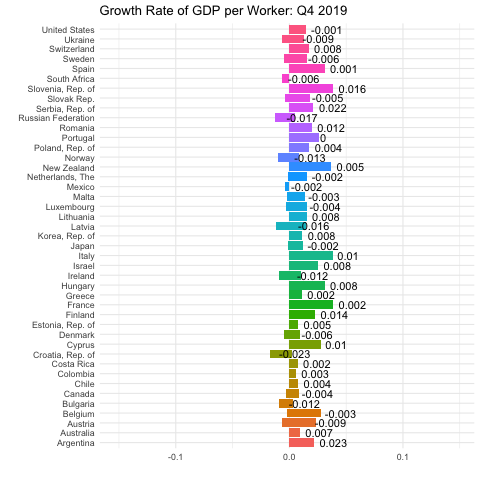 Growth Rate of GDP per Worker: Q4 2019
United States -0.001
Ukraine -0.009
Switzerland 0.008
Sweden -0.006
Spain 0.001
South Africa -0.006
Slovenia, Rep. of 0.016
Slovak Rep. -0.005
Serbia, Rep. of 0.022
Russian Federation -0.017
Romania 0.012
Portugal 0
Poland, Rep. of 0.004
Norway -0.013
New Zealand 0.005
Netherlands, The -0.002
Mexico -0.002
Malta -0.003
Luxembourg -0.004
Lithuania 0.008
Latvia -0.016
Korea, Rep. of 0.008
Japan -0.002
Italy 0.01
Israel 0.008
Ireland -0.012
Hungary 0.008
Greece 0.002
France 0.002
Finland 0.014
Estonia, Rep. of 0.005
Denmark -0.006
Cyprus 0.01
Croatia, Rep. of -0.023
Costa Rica 0.002
Colombia 0.003
Chile 0.004
Canada -0.004
Bulgaria -0.012
Belgium -0.003
Austria -0.009
Australia 0.007
Argentina 0.023
-0.1 0.0 0.1